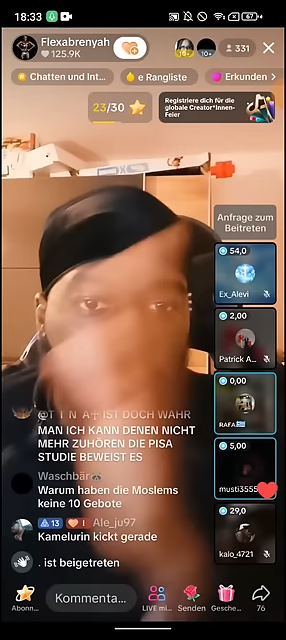 18:33
67
Flexabrenyah
125.9K
331
Chatten und Int...
e Rangliste
Erkunden
23/30
Registriere dich für die
globale Creator*innen-
Feier
Anfrage zum
Beitreten
54,0
Ex_Alevi
2,00
Patrick A...
0,00
RAFA
5,00
musti3555
29,0
kalo_4721
IST DOCH WAHR
MAN ICH KANN DENEN NICHT
MEHR ZUHÖREN DIE PISA
STUDIE BEWEIST ES
Waschbär
Warum haben die Moslems
keine 10 Gebote
13
I
Ale_ju97
Kamelurin kickt gerade
. ist beigetreten
Abonn...
Kommenta...
LIVE mi...
Senden
Gesche...
76